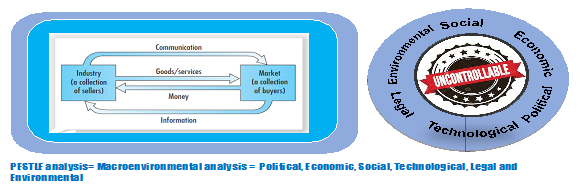 Communication
Industry
(a collection
of sellers)
Goods/services
Money
Market
(a collection
of buyers)
Information
Environmental Social Economic Political Technological Legal
UNCONTROLLABLE
PESTLE analysis= Macroenvironmental analysis = Political, Economic, Social, Technological, Legal and
Environmental